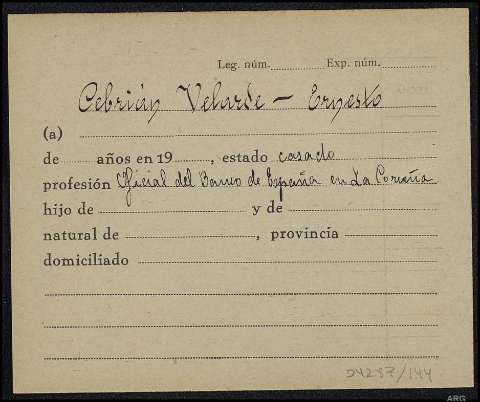 Leg. núm. Exp. núm.
Cebrián Velarde - Ernesto
(a)
de años en 19 , estado casado
profesión Oficial del Banco de España en La Coruña
hijo de y de
natural de , provincia
domiciliado
D4287/144
ARG